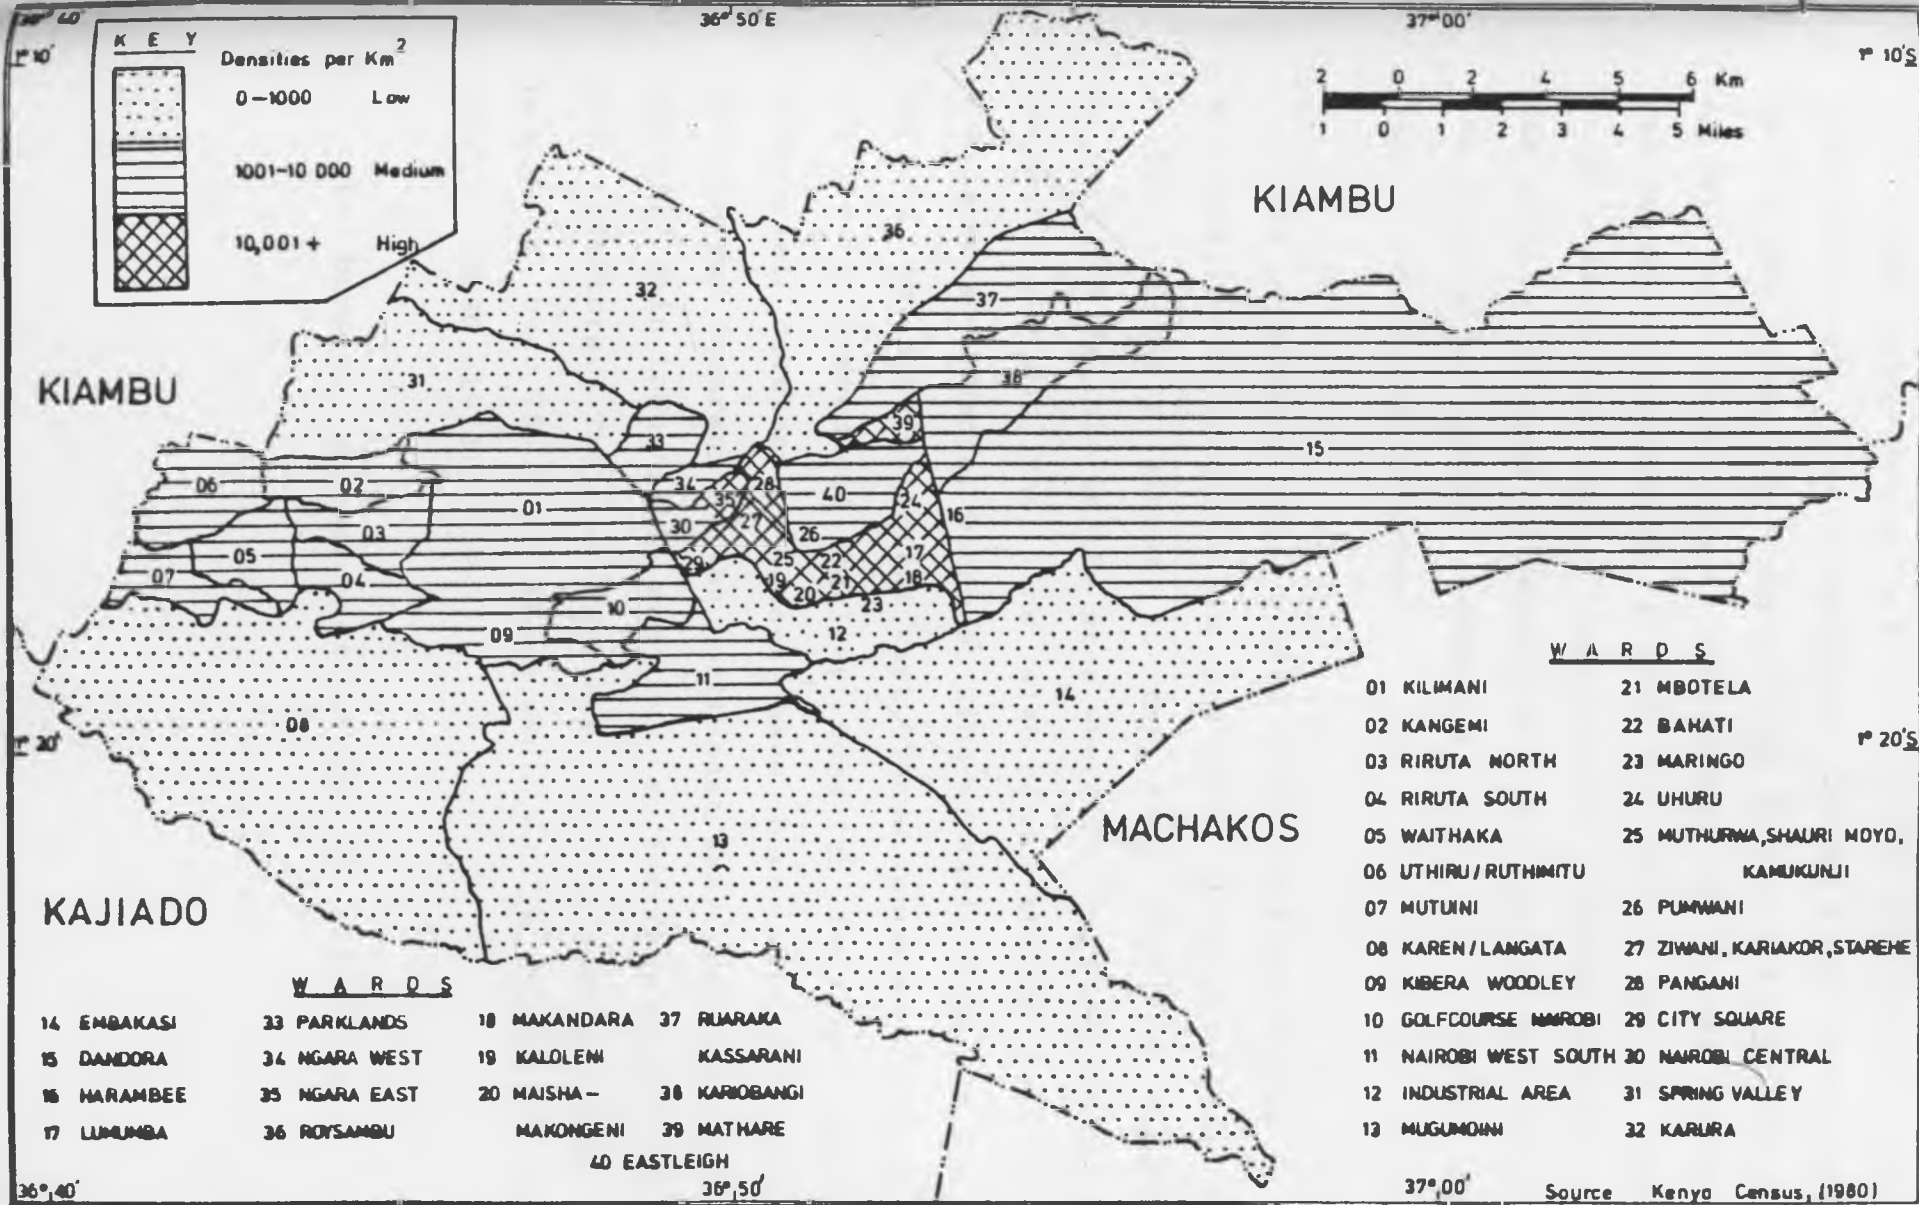 36° 40'
36° 50' E
37° 00'
1° 10'
1° 10' S
K E Y
Densities per Km2
0-1000 Low
1001-10 000 Medium
10,001+ High
2 0 2 4 5 6 Km
1 0 1 2 3 4 5 Miles
KIAMBU
KIAMBU
36
32
37
31
38
39
33
15
06
02
34
35
28
40
24
01
16
30
27
26
03
05
29
25
22
17
07
04
19
21
18
20
23
10
09
12
11
14
08
13
1° 20'
1° 20' S
MACHAKOS
KAJIADO
W A R D S
01 KILIMANI
02 KANGEMI
03 RIRUTA NORTH
04 RIRUTA SOUTH
05 WAITHAKA
06 UTHIRU / RUTHIMITU
07 MUTUINI
08 KAREN / LANGATA
09 KIBERA WOODLEY
10 GOLFCOURSE NAIROBI
11 NAIROBI WEST SOUTH
12 INDUSTRIAL AREA
13 MUGUMOINI
21 MBOTELA
22 BAHATI
23 MARINGO
24 UHURU
25 MUTHURWA, SHAURI MOYO,
KAMUKUNJI
26 PUMWANI
27 ZIWANI, KARIAKOR, STAREHE
28 PANGANI
29 CITY SQUARE
30 NAIROBI CENTRAL
31 SPRING VALLEY
32 KARURA
W A R D S
14 EMBAKASI
15 DANDORA
16 HARAMBEE
17 LUMUMBA
33 PARKLANDS
34 NGARA WEST
35 NGARA EAST
36 ROYSAMBU
18 MAKANDARA
19 KALOLENI
20 MAISHA-
MAKONGENI
37 RUARAKA
KASSARANI
38 KARIOBANGI
39 MATHARE
40 EASTLEIGH
36° 40'
36° 50'
37° 00'
Source Kenya Census, (1980)